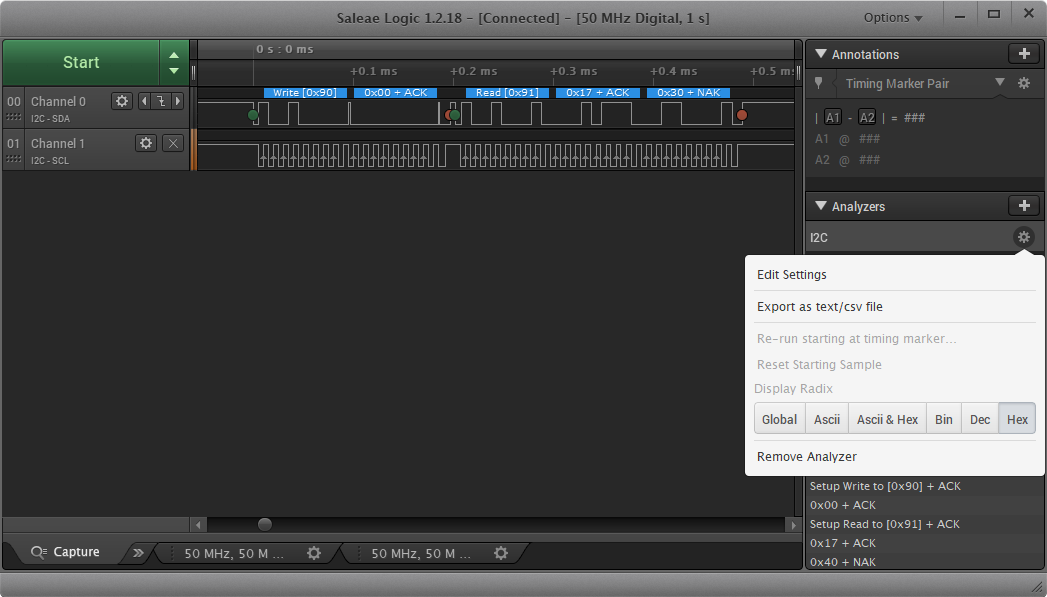 Saleae Logic 1.2.18 - [Connected] - [50 MHz Digital, 1 s]
Options
Start
0 s : 0 ms
+0.1 ms
+0.2 ms
+0.3 ms
+0.4 ms
+0.5 m
Write [0x90]
0x00 + ACK
Read [0x91]
0x17 + ACK
0x30 + NAK
00
Channel 0
I2C - SDA
01
Channel 1
I2C - SCL
Annotations
Timing Marker Pair
| A1 - A2 | = ###
A1 @ ###
A2 @ ###
Analyzers
I2C
Edit Settings
Export as text/csv file
Re-run starting at timing marker...
Reset Starting Sample
Display Radix
Global
Ascii
Ascii & Hex
Bin
Dec
Hex
Remove Analyzer
Setup Write to [0x90] + ACK
0x00 + ACK
Setup Read to [0x91] + ACK
0x17 + ACK
0x40 + NAK
Capture
50 MHz, 50 M ...
50 MHz, 50 M ...